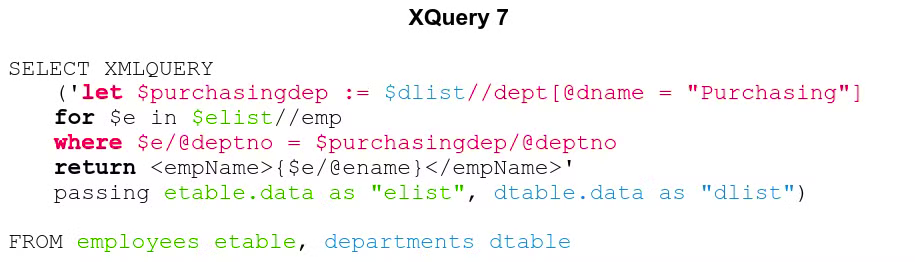 XQuery 7
SELECT XMLQUERY
('let $purchasingdep := $dlist//dept[@dname = "Purchasing"]
for $e in $elist//emp
where $e/@deptno = $purchasingdep/@deptno
return <empName>{$e/@ename}</empName>'
passing etable.data as "elist", dtable.data as "dlist")
FROM employees etable, departments dtable